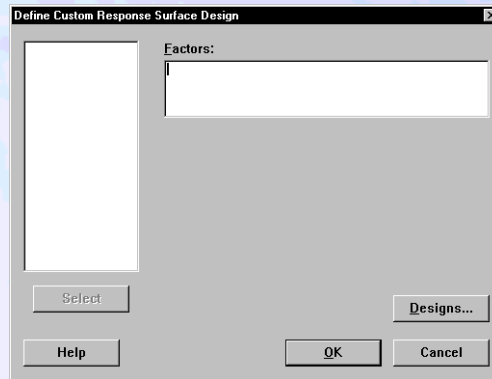 Define Custom Response Surface Design
Factors:
Select
Designs...
Help
OK
Cancel